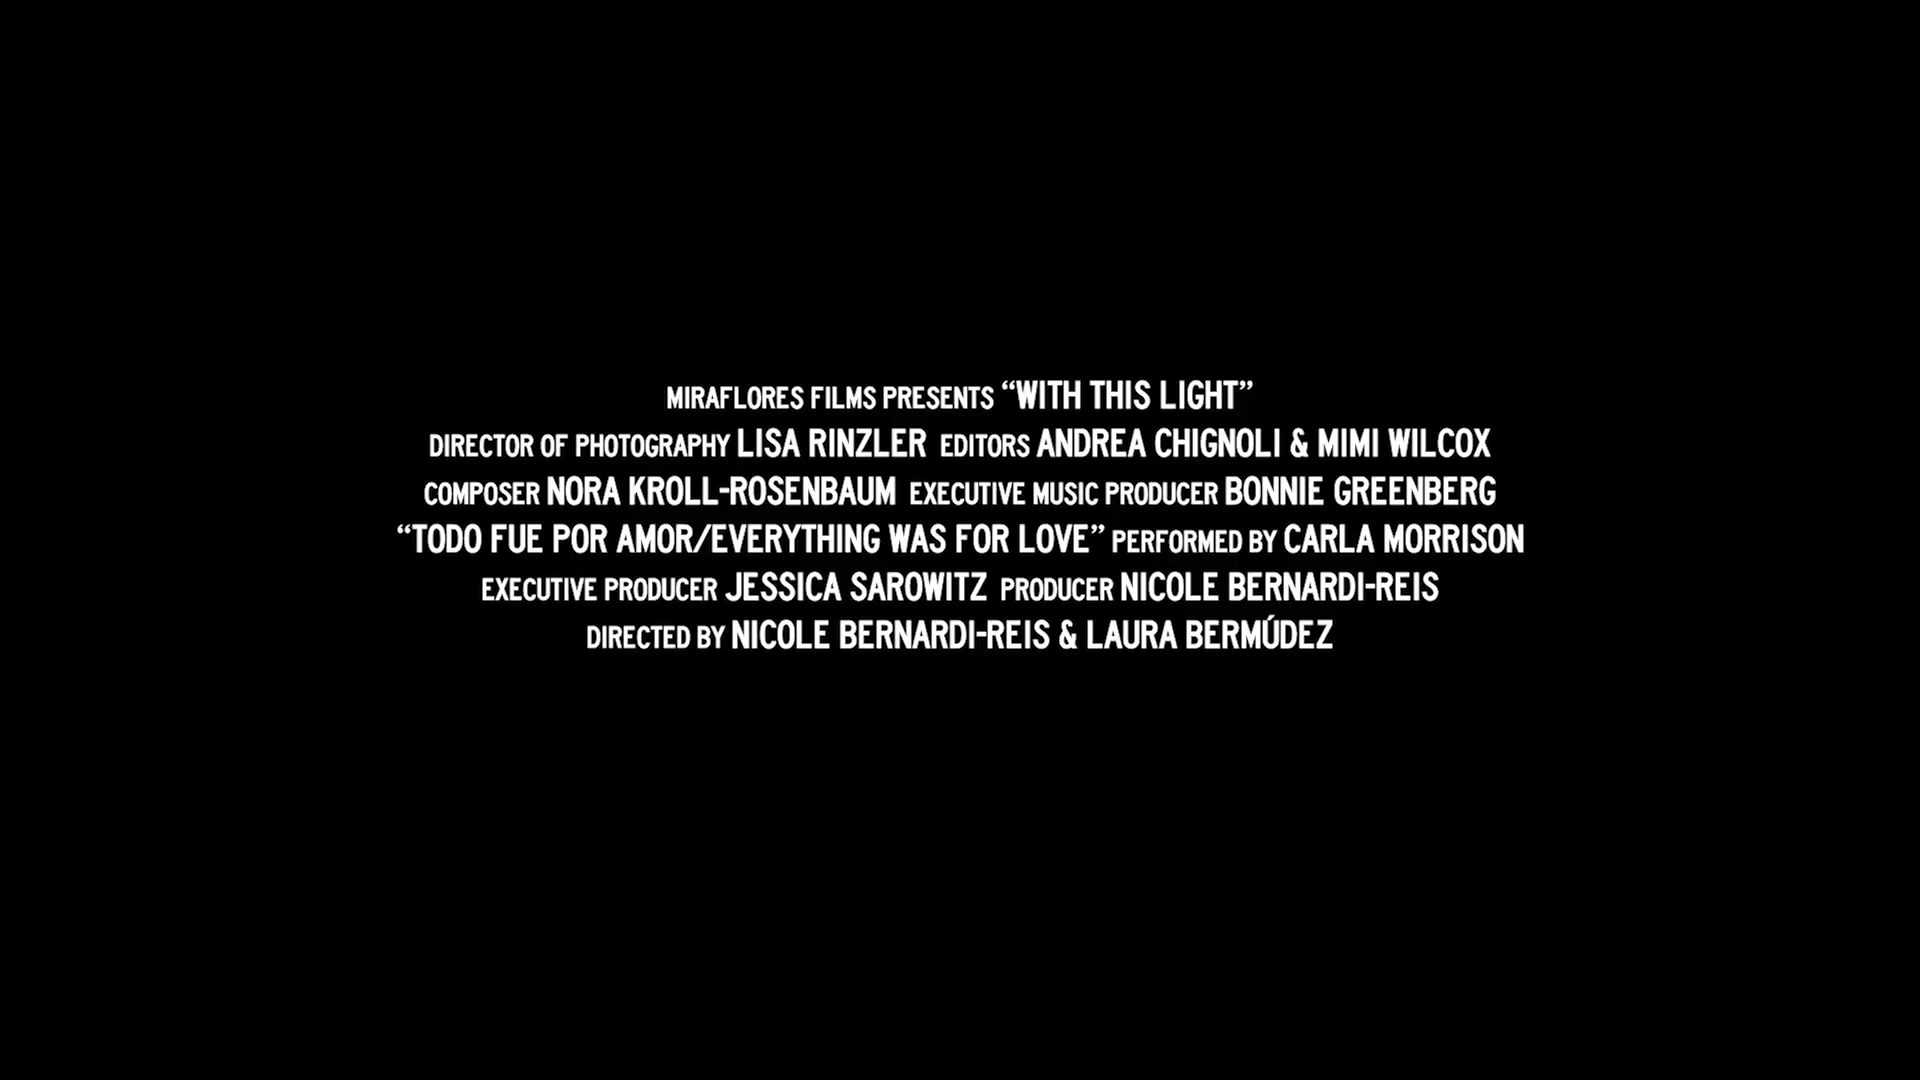 MIRAFLORES FILMS PRESENTS “WITH THIS LIGHT”
DIRECTOR OF PHOTOGRAPHY LISA RINZLER EDITORS ANDREA CHIGNOLI & MIMI WILCOX
COMPOSER NORA KROLL-ROSENBAUM EXECUTIVE MUSIC PRODUCER BONNIE GREENBERG
“TODO FUE POR AMOR/EVERYTHING WAS FOR LOVE” PERFORMED BY CARLA MORRISON
EXECUTIVE PRODUCER JESSICA SAROWITZ PRODUCER NICOLE BERNARDI-REIS
DIRECTED BY NICOLE BERNARDI-REIS & LAURA BERMÚDEZ